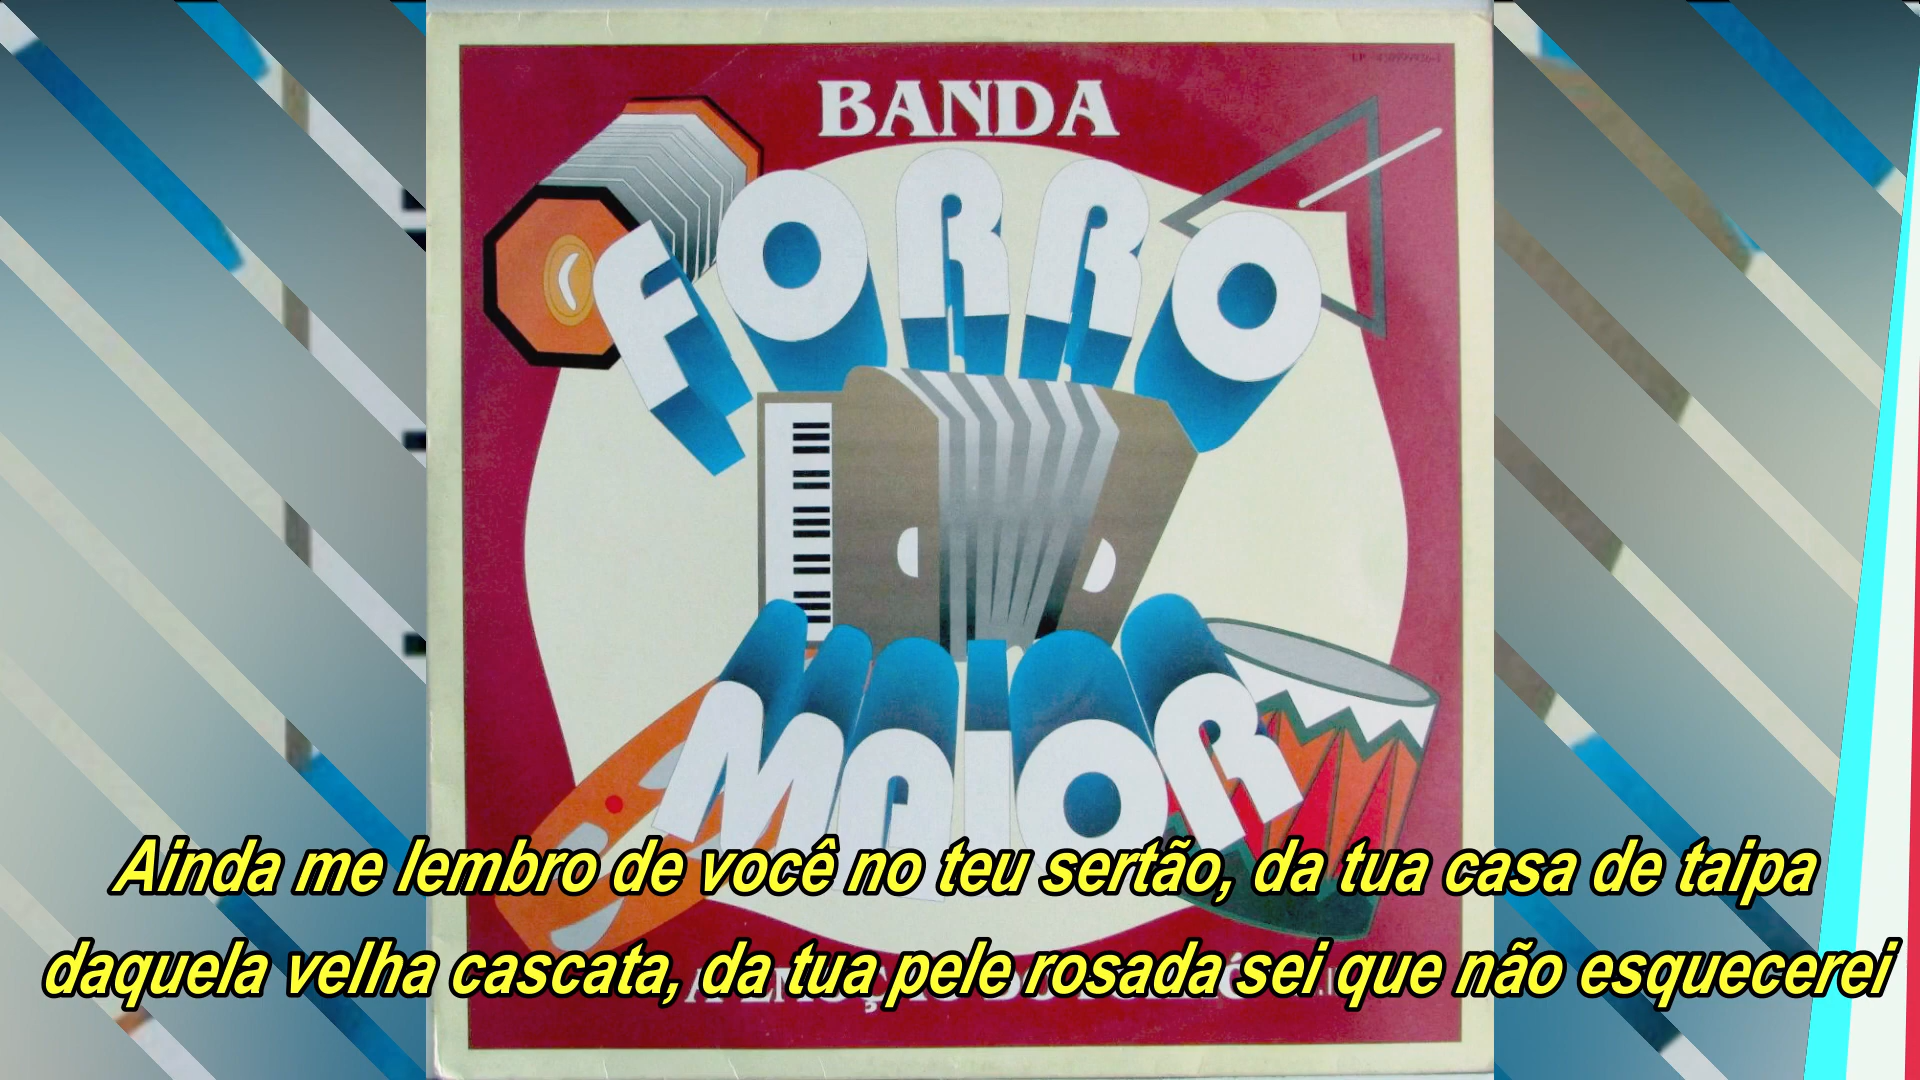 BANDA
FORRO
MAIOR
Ainda me lembro de você no teu sertão, da tua casa de taipa
daquela velha cascata, da tua pele rosada sei que não esquecerei